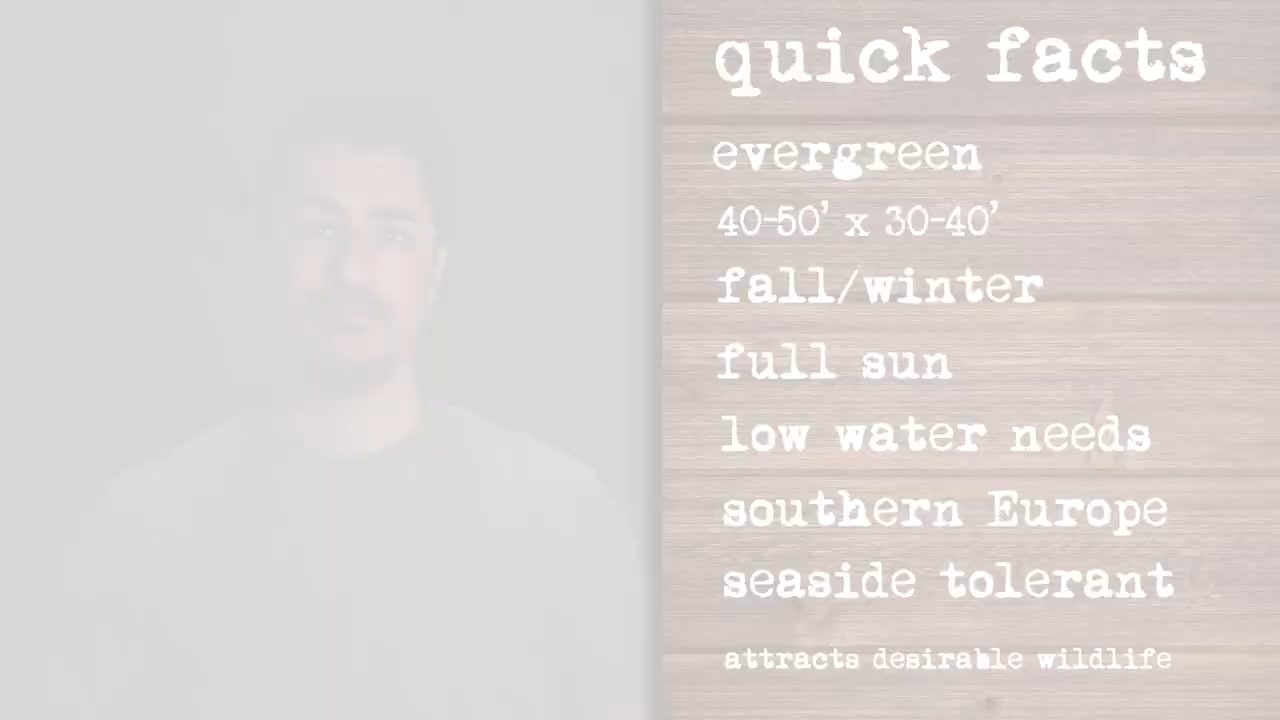 quick facts
evergreen
40-50’ x 30-40’
fall/winter
full sun
low water needs
southern Europe
seaside tolerant
attracts desirable wildlife